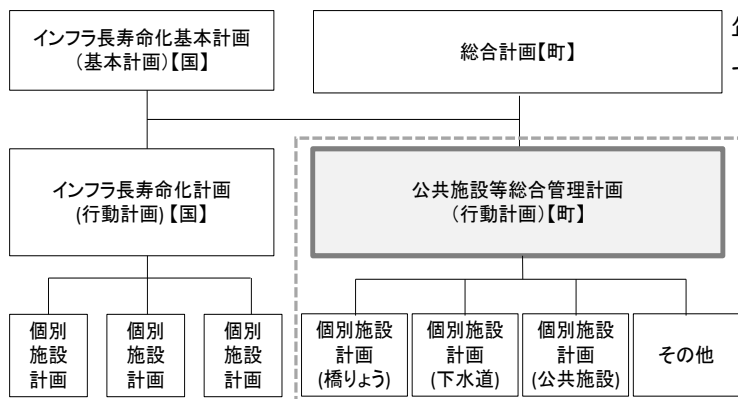 インフラ長寿命化基本計画
(基本計画)【国】
総合計画【町】
インフラ長寿命化計画
(行動計画)【国】
公共施設等総合管理計画
(行動計画)【町】
個別
施設
計画
個別
施設
計画
個別
施設
計画
個別施設
計画
(橋りょう)
個別施設
計画
(下水道)
個別施設
計画
(公共施設)
その他